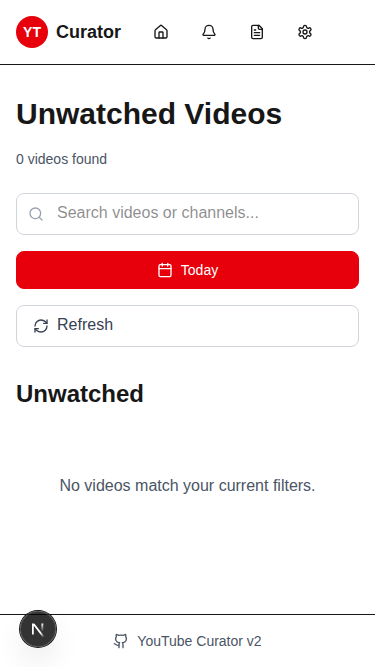 YT Curator
Unwatched Videos
0 videos found
Search videos or channels...
Today
Refresh
Unwatched
No videos match your current filters.
N
YouTube Curator v2